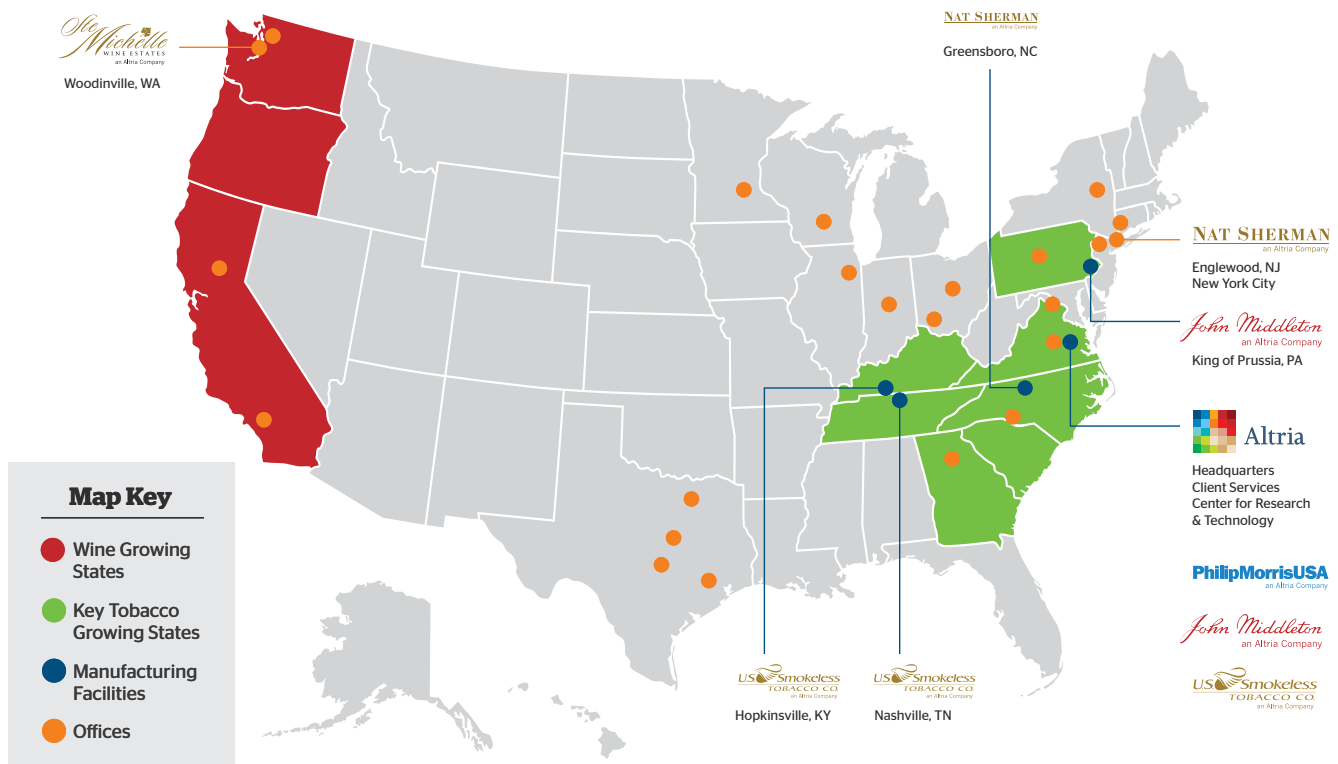 Ste
Michelle
WINE ESTATES
an Altria Company
Woodinville, WA
NAT SHERMAN
an Altria Company
Greensboro, NC
NAT SHERMAN
an Altria Company
Englewood, NJ
New York City
John Middleton
an Altria Company
King of Prussia, PA
Altria
Headquarters
Client Services
Center for Research
& Technology
PhilipMorrisUSA
an Altria Company
John Middleton
an Altria Company
US Smokeless
TOBACCO CO.
an Altria Company
Map Key
Wine Growing
States
Key Tobacco
Growing States
Manufacturing
Facilities
Offices
US Smokeless
TOBACCO CO.
an Altria Company
Hopkinsville, KY
US Smokeless
TOBACCO CO.
an Altria Company
Nashville, TN